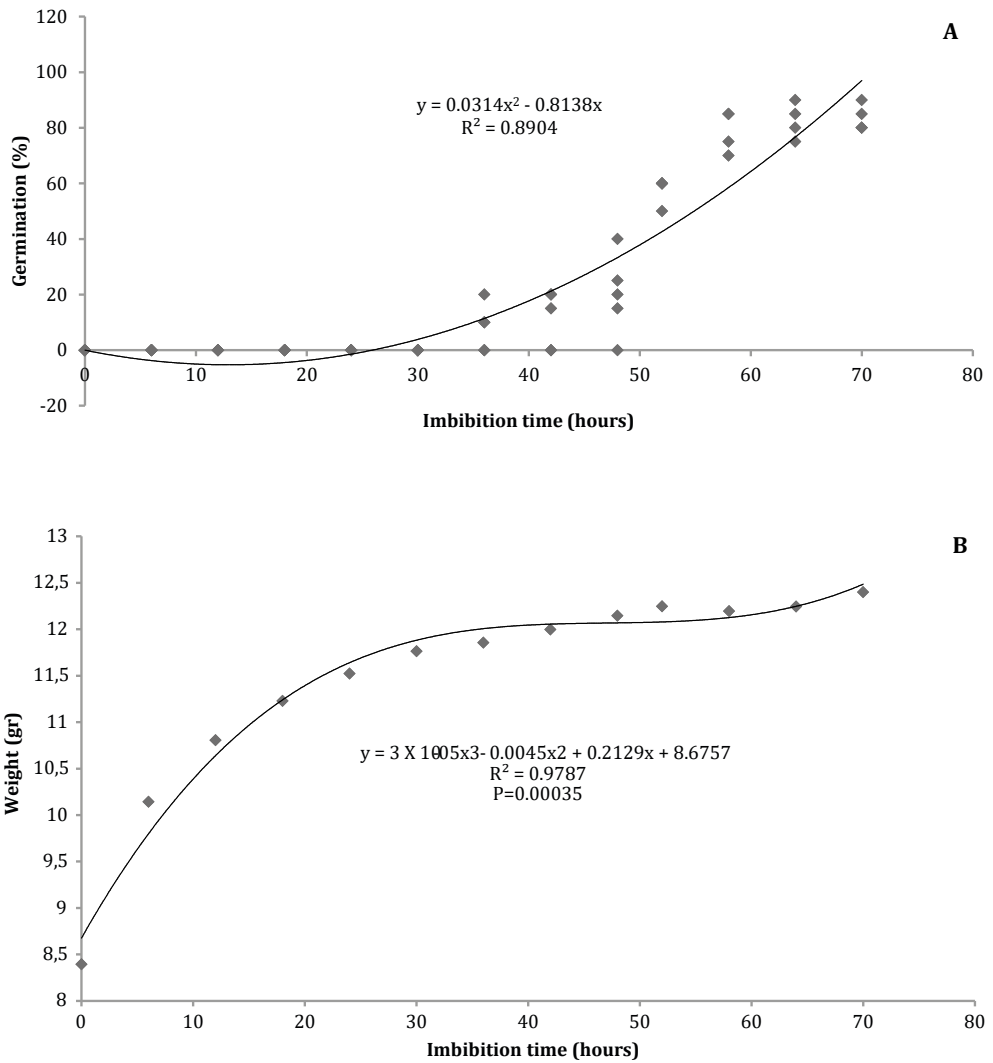 A
120
100
80
60
40
20
0
-20
Germination (%)
y = 0.0314x² - 0.8138x
R² = 0.8904
0 10 20 30 40 50 60 70 80
Imbibition time (hours)
B
13
12,5
12
11,5
11
10,5
10
9,5
9
8,5
8
Weight (gr)
y = 3 X 10-05x3- 0.0045x2 + 0.2129x + 8.6757
R² = 0.9787
P=0.00035
0 10 20 30 40 50 60 70 80
Imbibition time (hours)